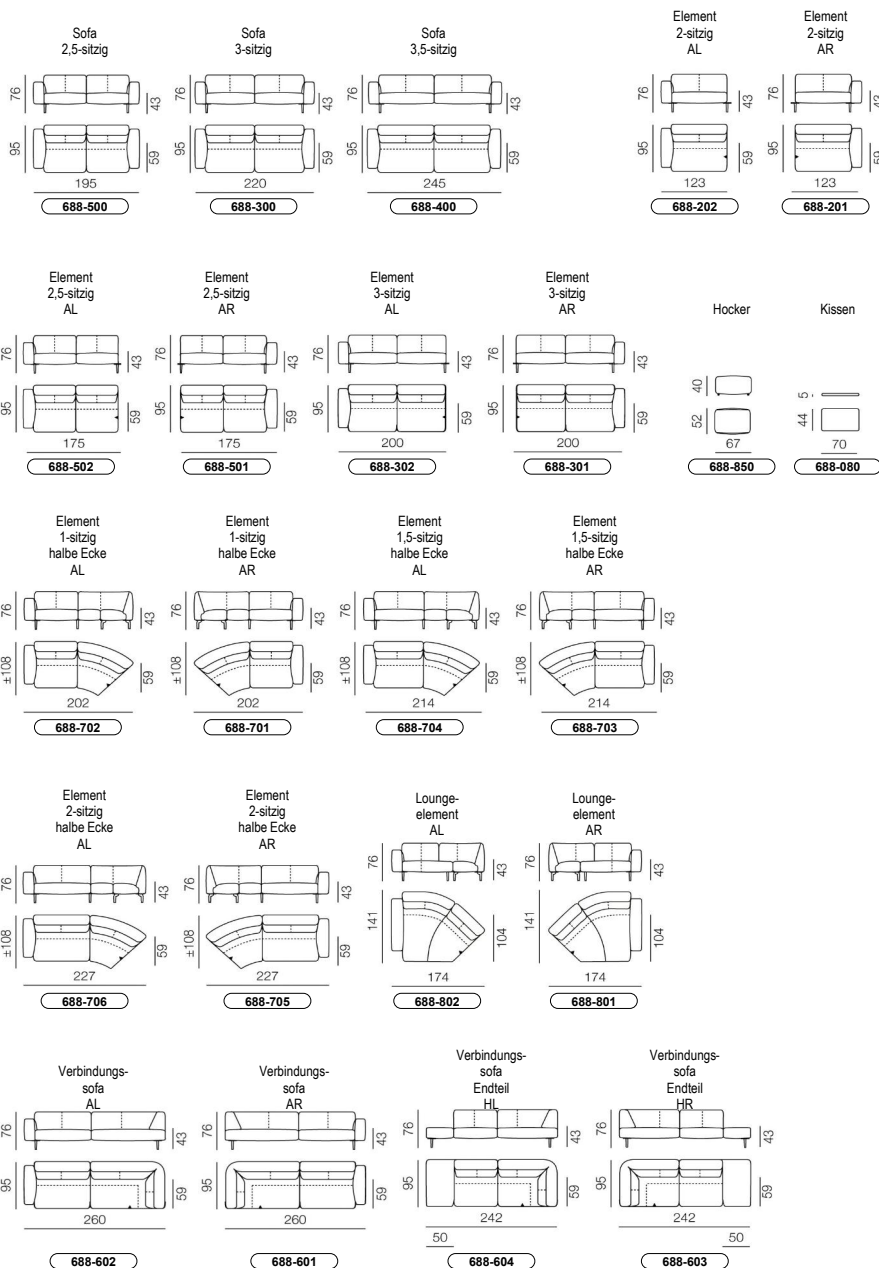 Sofa
2,5-sitzig
76
43
95
59
195
688-500
Sofa
3-sitzig
76
43
95
59
220
688-300
Sofa
3,5-sitzig
76
43
95
59
245
688-400
Element
2-sitzig
AL
76
43
95
59
123
688-202
Element
2-sitzig
AR
76
43
95
59
123
688-201
Element
2,5-sitzig
AL
76
43
95
59
175
688-502
Element
2,5-sitzig
AR
76
43
95
59
175
688-501
Element
3-sitzig
AL
76
43
95
59
200
688-302
Element
3-sitzig
AR
76
43
95
59
200
688-301
Hocker
40
52
67
688-850
Kissen
5
44
70
688-080
Element
1-sitzig
halbe Ecke
AL
76
43
±108
59
202
688-702
Element
1-sitzig
halbe Ecke
AR
76
43
±108
59
202
688-701
Element
1,5-sitzig
halbe Ecke
AL
76
43
±108
59
214
688-704
Element
1,5-sitzig
halbe Ecke
AR
76
43
±108
59
214
688-703
Element
2-sitzig
halbe Ecke
AL
76
43
±108
59
227
688-706
Element
2-sitzig
halbe Ecke
AR
76
43
±108
59
227
688-705
Lounge-
element
AL
76
43
141
104
174
688-802
Lounge-
element
AR
76
43
141
104
174
688-801
Verbindungs-
sofa
AL
76
43
95
59
260
688-602
Verbindungs-
sofa
AR
76
43
95
59
260
688-601
Verbindungs-
sofa
Endteil
HL
76
43
95
59
242
50
688-604
Verbindungs-
sofa
Endteil
HR
76
43
95
59
242
50
688-603